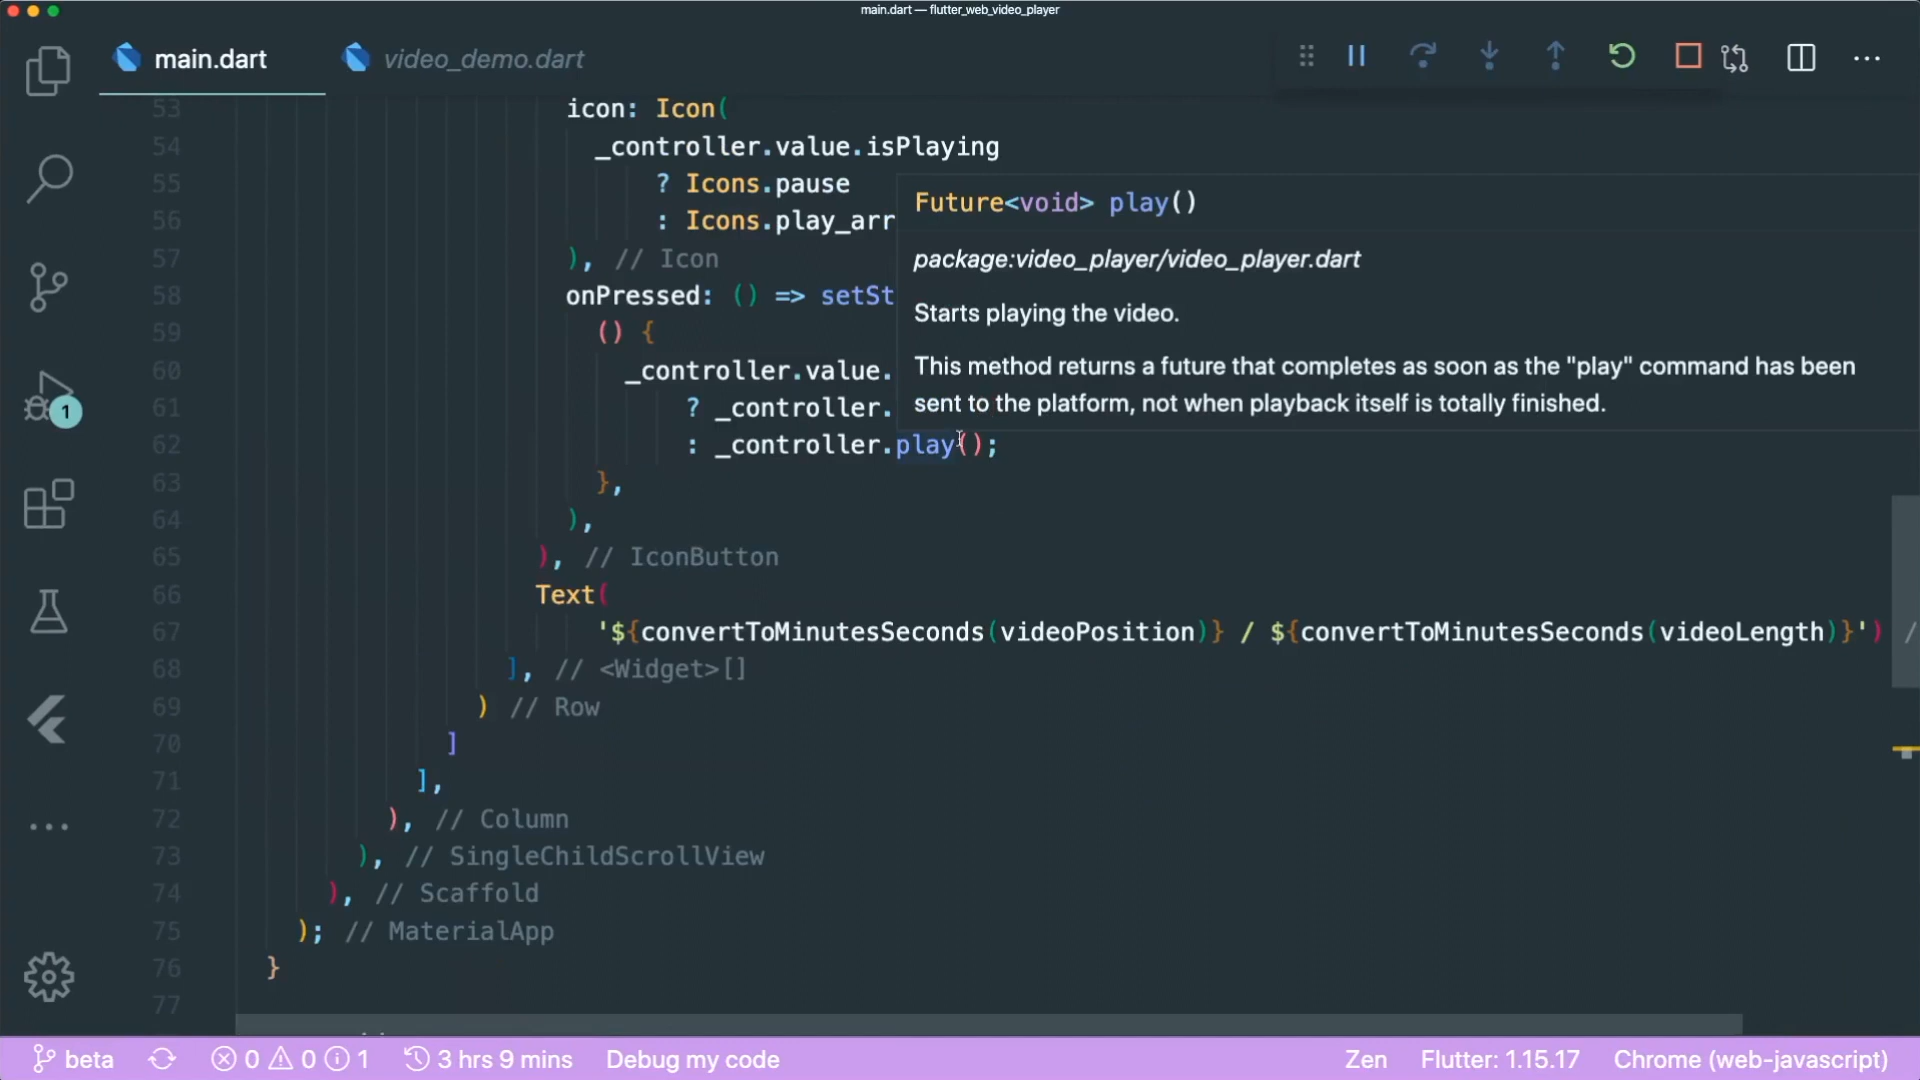 main.dart — flutter_web_video_player
main.dart
video_demo.dart
53 icon: Icon(
54 _controller.value.isPlaying
55 ? Icons.pause
56 : Icons.play_arr
57 ), // Icon
58 onPressed: () => setSt
59 () {
60 _controller.value.
61 ? _controller.
62 : _controller.play();
63 },
64 ),
65 ), // IconButton
66 Text(
67 '${convertToMinutesSeconds(videoPosition)} / ${convertToMinutesSeconds(videoLength)}') /
68 ], // <Widget>[]
69 ) // Row
70 ]
71 ],
72 ), // Column
73 ), // SingleChildScrollView
74 ), // Scaffold
75 ); // MaterialApp
76 }
77
Future<void> play()
package:video_player/video_player.dart
Starts playing the video.
This method returns a future that completes as soon as the "play" command has been
sent to the platform, not when playback itself is totally finished.
1
beta 0 0 1 3 hrs 9 mins Debug my code Zen Flutter: 1.15.17 Chrome (web-javascript)